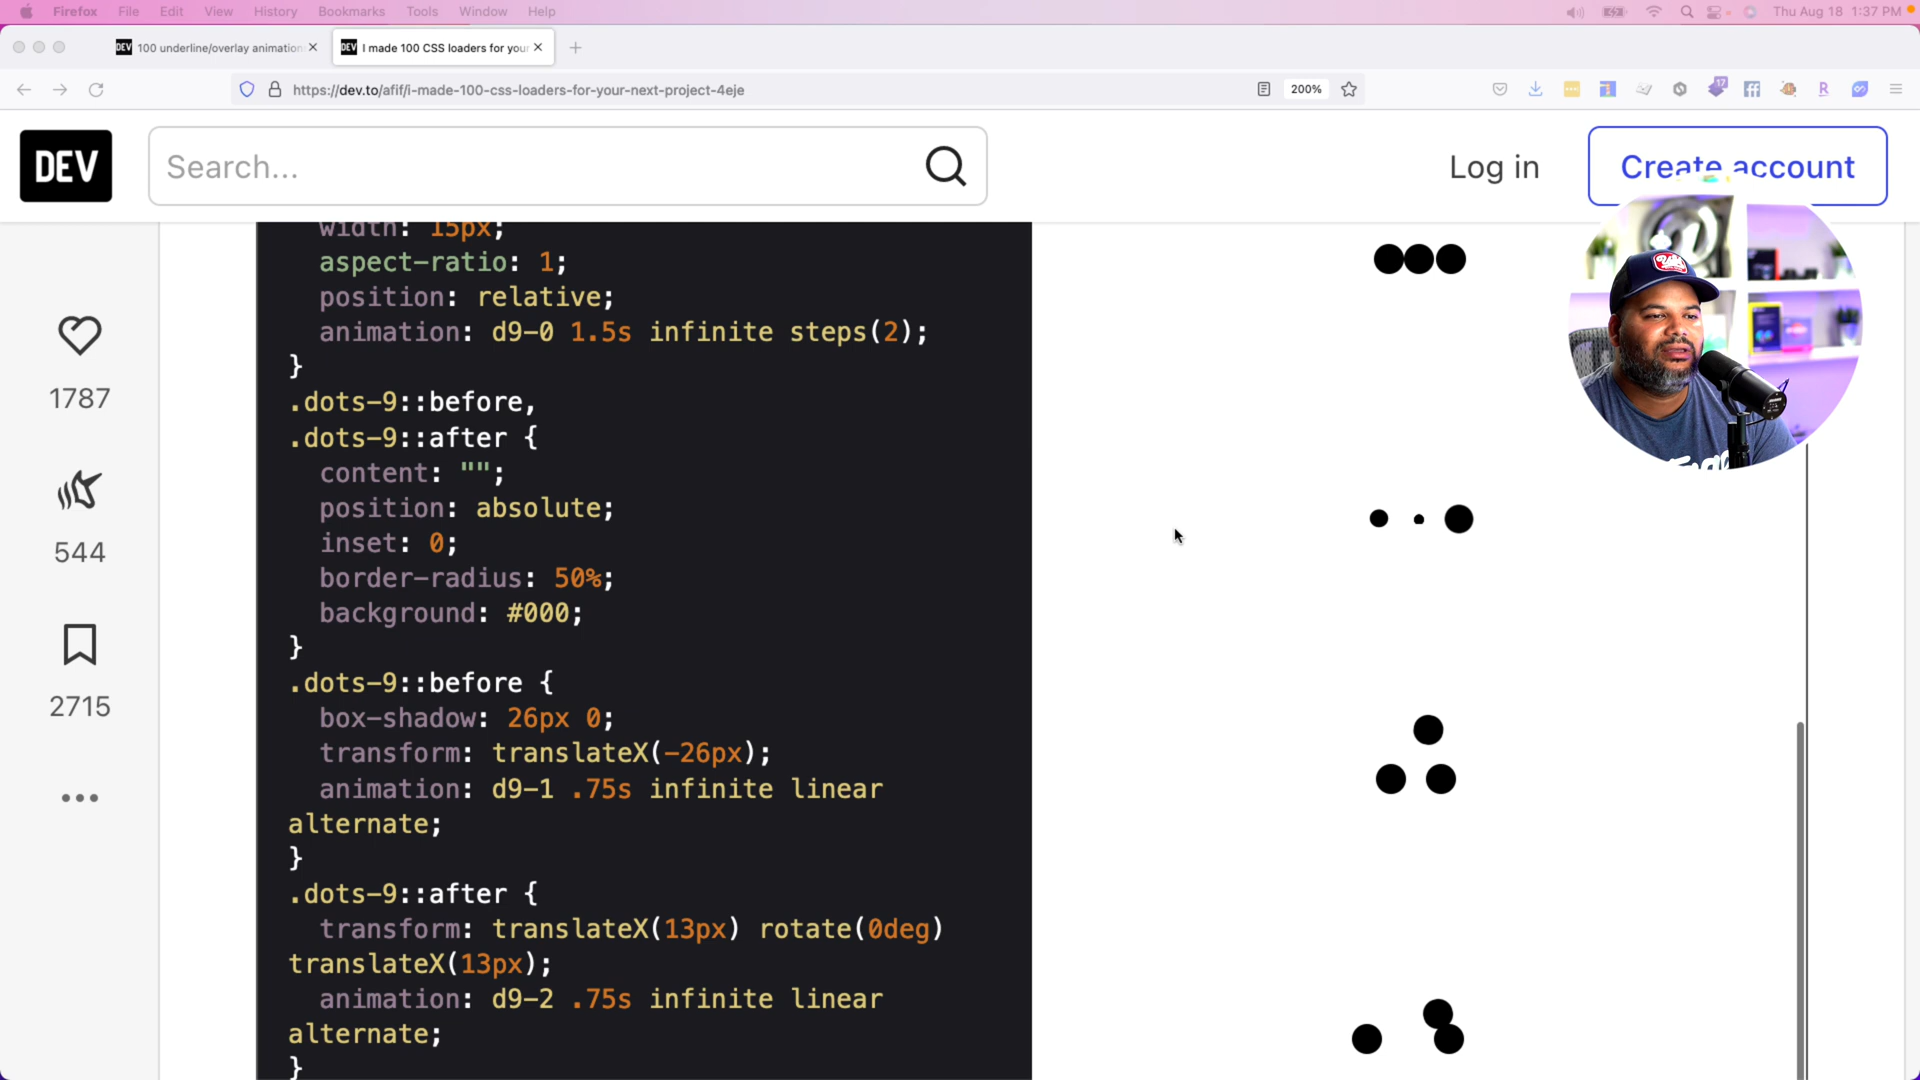 Firefox File Edit View History Bookmarks Tools Window Help Thu Aug 18 1:37 PM
DEV 100 underline/overlay animation DEV I made 100 CSS loaders for your
https://dev.to/afif/i-made-100-css-loaders-for-your-next-project-4eje 200% 17
DEV Search... Log in Create account
width: 15px;
aspect-ratio: 1;
position: relative;
animation: d9-0 1.5s infinite steps(2);
}
.dots-9::before,
.dots-9::after {
content: "";
position: absolute;
inset: 0;
border-radius: 50%;
background: #000;
}
.dots-9::before {
box-shadow: 26px 0;
transform: translateX(-26px);
animation: d9-1 .75s infinite linear
alternate;
}
.dots-9::after {
transform: translateX(13px) rotate(0deg)
translateX(13px);
animation: d9-2 .75s infinite linear
alternate;
}
1787
544
2715